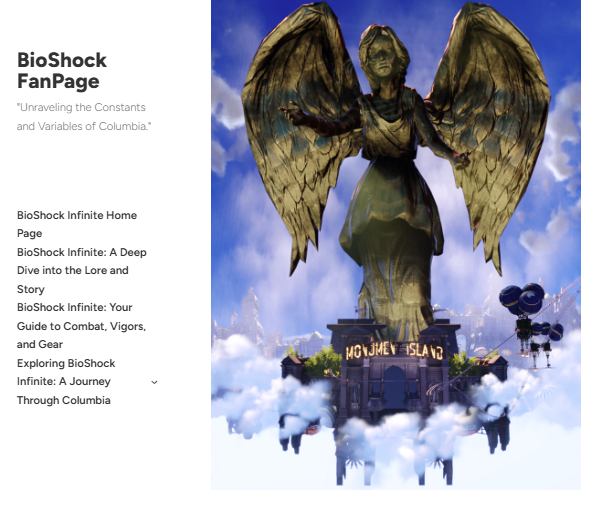 BioShock
FanPage
"Unraveling the Constants
and Variables of Columbia."
BioShock Infinite Home
Page
BioShock Infinite: A Deep
Dive into the Lore and
Story
BioShock Infinite: Your
Guide to Combat, Vigors,
and Gear
Exploring BioShock
Infinite: A Journey
Through Columbia
MONUMENT ISLAND